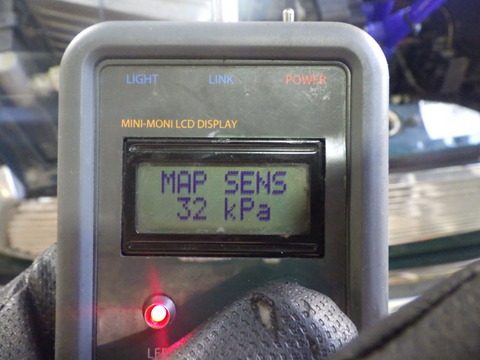 LIGHT LINK POWER
MINI-MONI LCD DISPLAY
MAP SENS
32 kPa